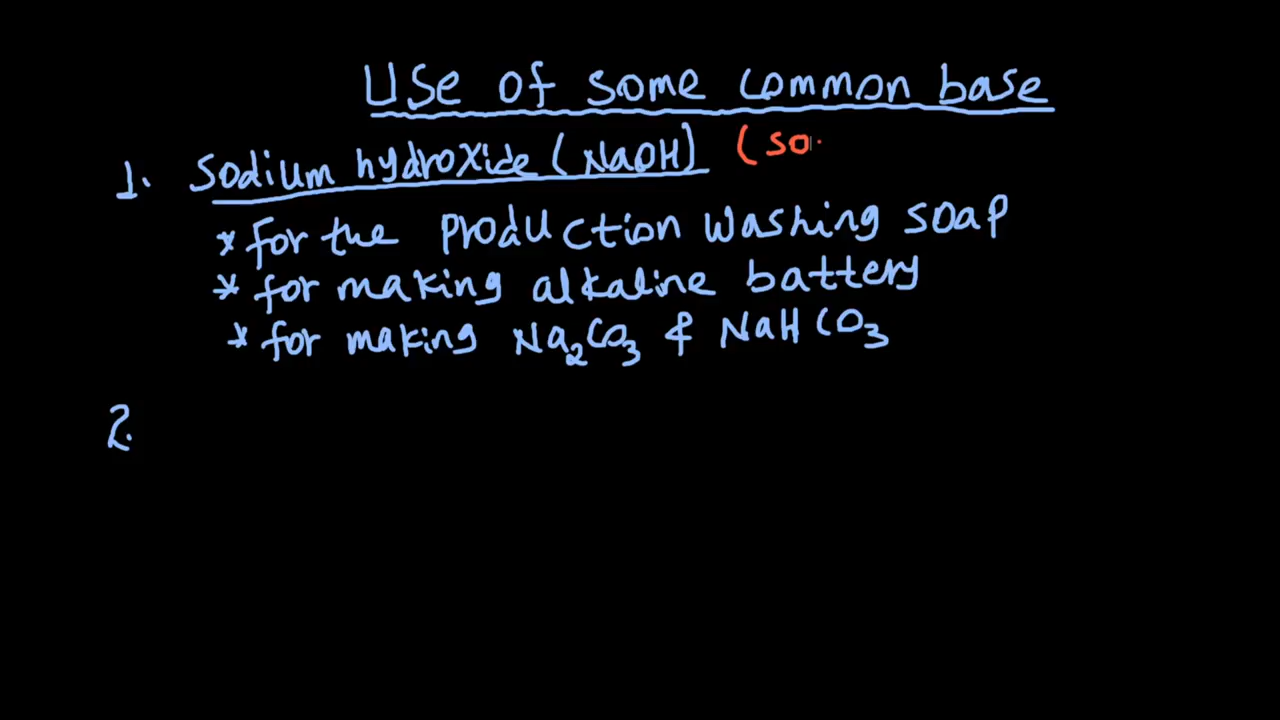 Use of some common base
1. Sodium hydroxide (NaOH) (so
* for the production washing soap
* for making alkaline battery
* for making Na₂CO₃ & NaHCO₃
2.